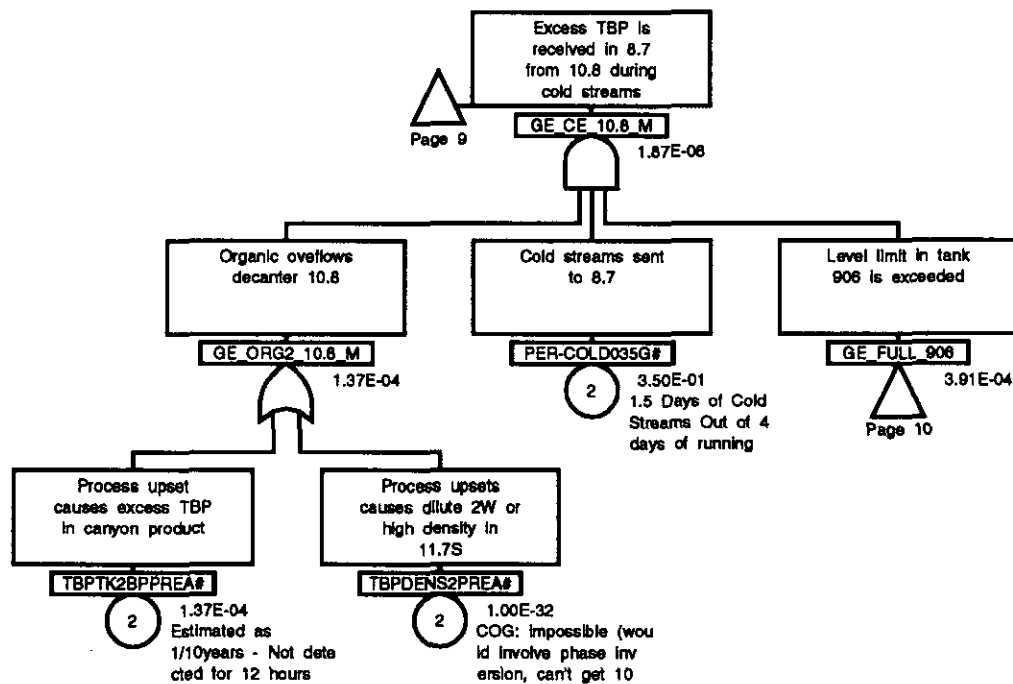 Excess TBP is
received in 8.7
from 10.8 during
cold streams
Page 9
GE_CE_10.8_M
1.87E-08
Organic oveflows
decanter 10.8
Cold streams sent
to 8.7
Level limit in tank
906 is exceeded
GE_ORG2_10.8_M
1.37E-04
PER-COLD035G#
2
3.50E-01
1.5 Days of Cold
Streams Out of 4
days of running
GE_FULL_906
3.91E-04
Page 10
Process upset
causes excess TBP
in canyon product
Process upsets
causes dilute 2W or
high density in
11.7S
TBPTK2BPPREA#
2
1.37E-04
Estimated as
1/10years - Not dete
cted for 12 hours
TBPDENS2PREA#
2
1.00E-32
COG: impossible (wou
ld involve phase inv
ersion, can't get 10